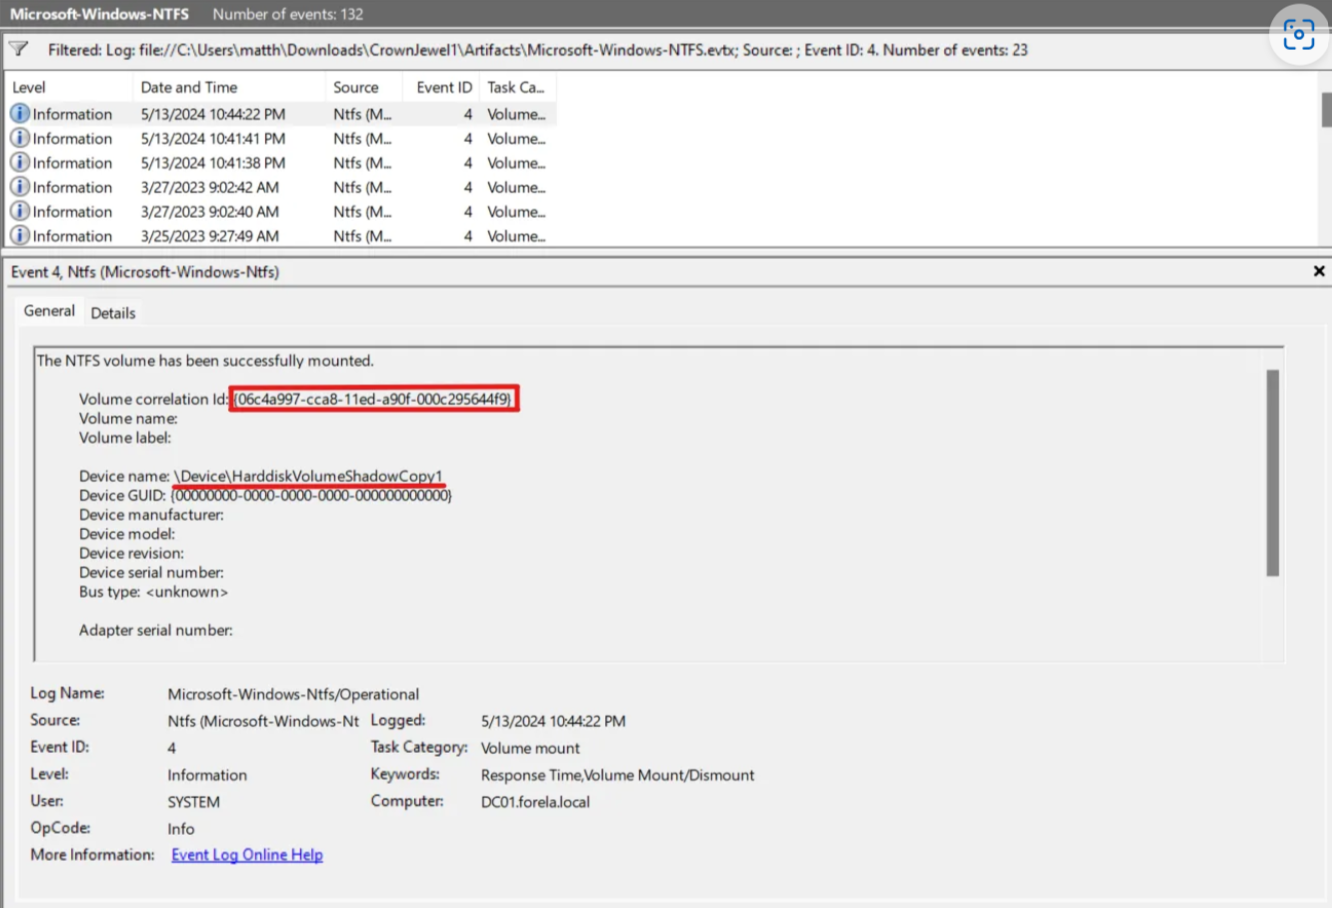 Microsoft-Windows-NTFS Number of events: 132
Filtered: Log: file://C:\Users\matth\Downloads\CrownJewel1\Artifacts\Microsoft-Windows-NTFS.evtx; Source: ; Event ID: 4. Number of events: 23
Level Date and Time Source Event ID Task Ca...
Information 5/13/2024 10:44:22 PM Ntfs (M... 4 Volume...
Information 5/13/2024 10:41:41 PM Ntfs (M... 4 Volume...
Information 5/13/2024 10:41:38 PM Ntfs (M... 4 Volume...
Information 3/27/2023 9:02:42 AM Ntfs (M... 4 Volume...
Information 3/27/2023 9:02:40 AM Ntfs (M... 4 Volume...
Information 3/25/2023 9:27:49 AM Ntfs (M... 4 Volume...
Event 4, Ntfs (Microsoft-Windows-Ntfs)
General Details
The NTFS volume has been successfully mounted.
Volume correlation Id: {06c4a997-cca8-11ed-a90f-000c295644f9}
Volume name:
Volume label:
Device name: \Device\HarddiskVolumeShadowCopy1
Device GUID: {00000000-0000-0000-0000-000000000000}
Device manufacturer:
Device model:
Device revision:
Device serial number:
Bus type: <unknown>
Adapter serial number:
Log Name: Microsoft-Windows-Ntfs/Operational
Source: Ntfs (Microsoft-Windows-Nt Logged: 5/13/2024 10:44:22 PM
Event ID: 4 Task Category: Volume mount
Level: Information Keywords: Response Time,Volume Mount/Dismount
User: SYSTEM Computer: DC01.forela.local
OpCode: Info
More Information: Event Log Online Help